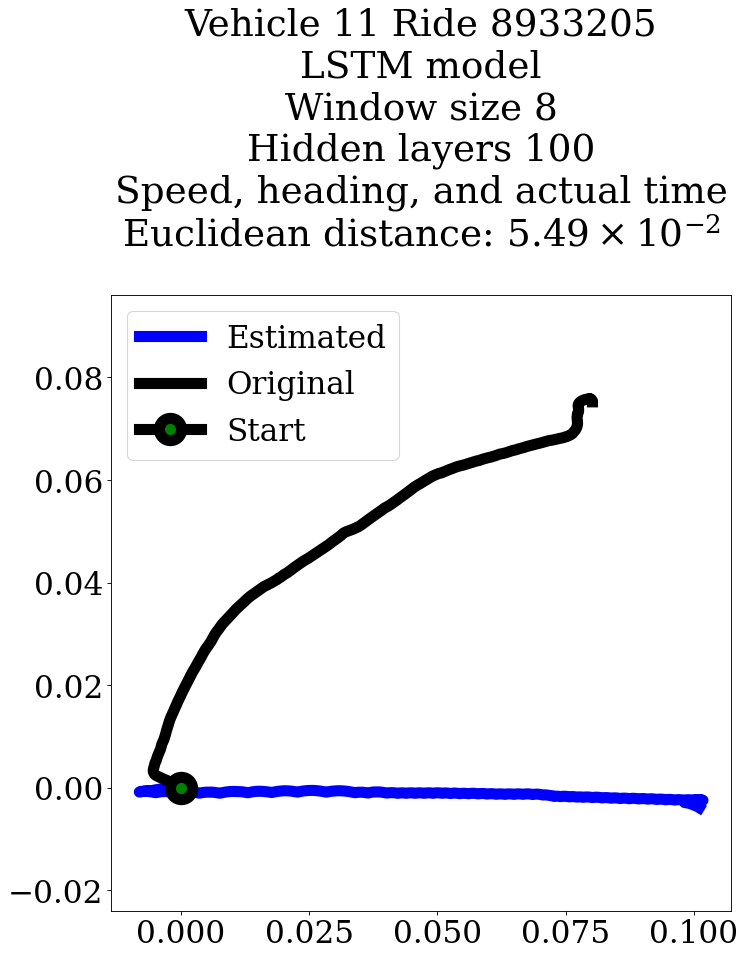 Vehicle 11 Ride 8933205
LSTM model
Window size 8
Hidden layers 100
Speed, heading, and actual time
Euclidean distance: 5.49 × 10⁻²
Estimated
Original
Start
0.08
0.06
0.04
0.02
0.00
−0.02
0.000 0.025 0.050 0.075 0.100